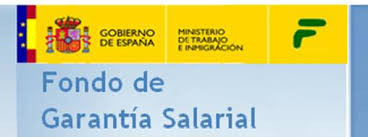 GOBIERNO
DE ESPAÑA
MINISTERIO
DE TRABAJO
E INMIGRACIÓN
Fondo de
Garantía Salarial